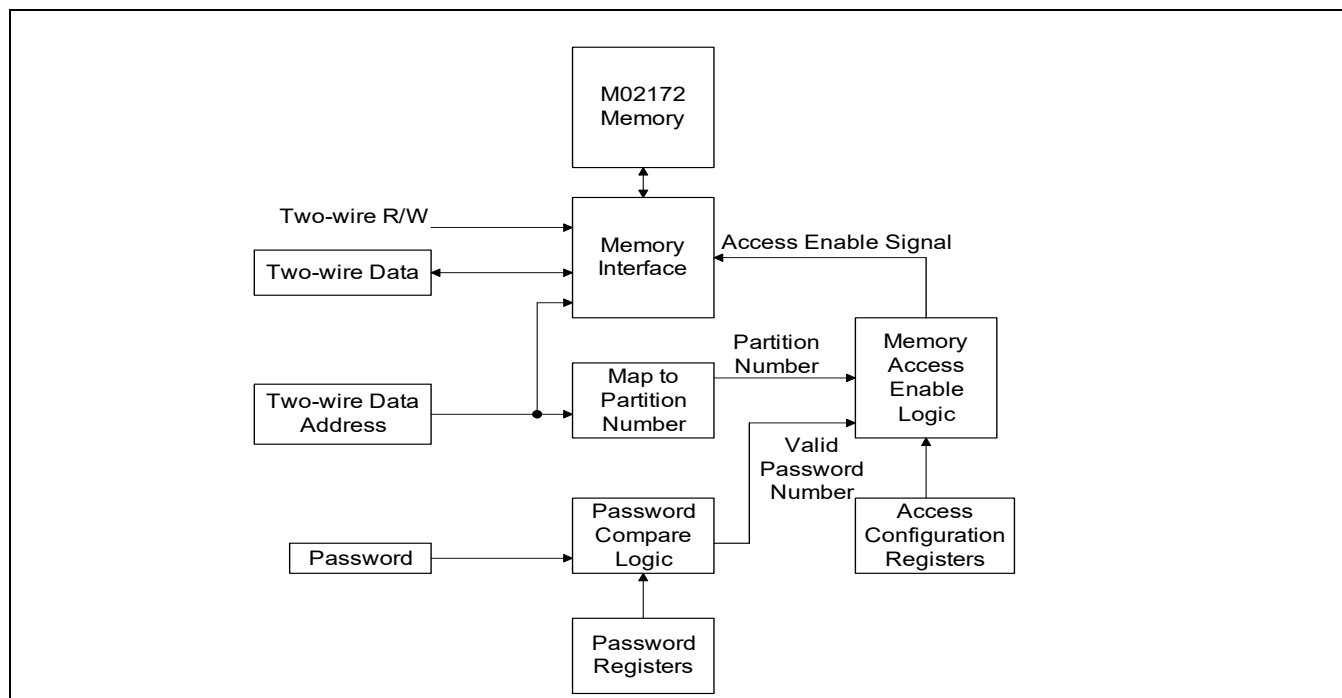 M02172
Memory
Two-wire R/W
Memory
Interface
Access Enable Signal
Two-wire Data
Partition
Number
Memory
Access
Enable
Logic
Map to
Partition
Number
Two-wire Data
Address
Valid
Password
Number
Password
Compare
Logic
Access
Configuration
Registers
Password
Password
Registers